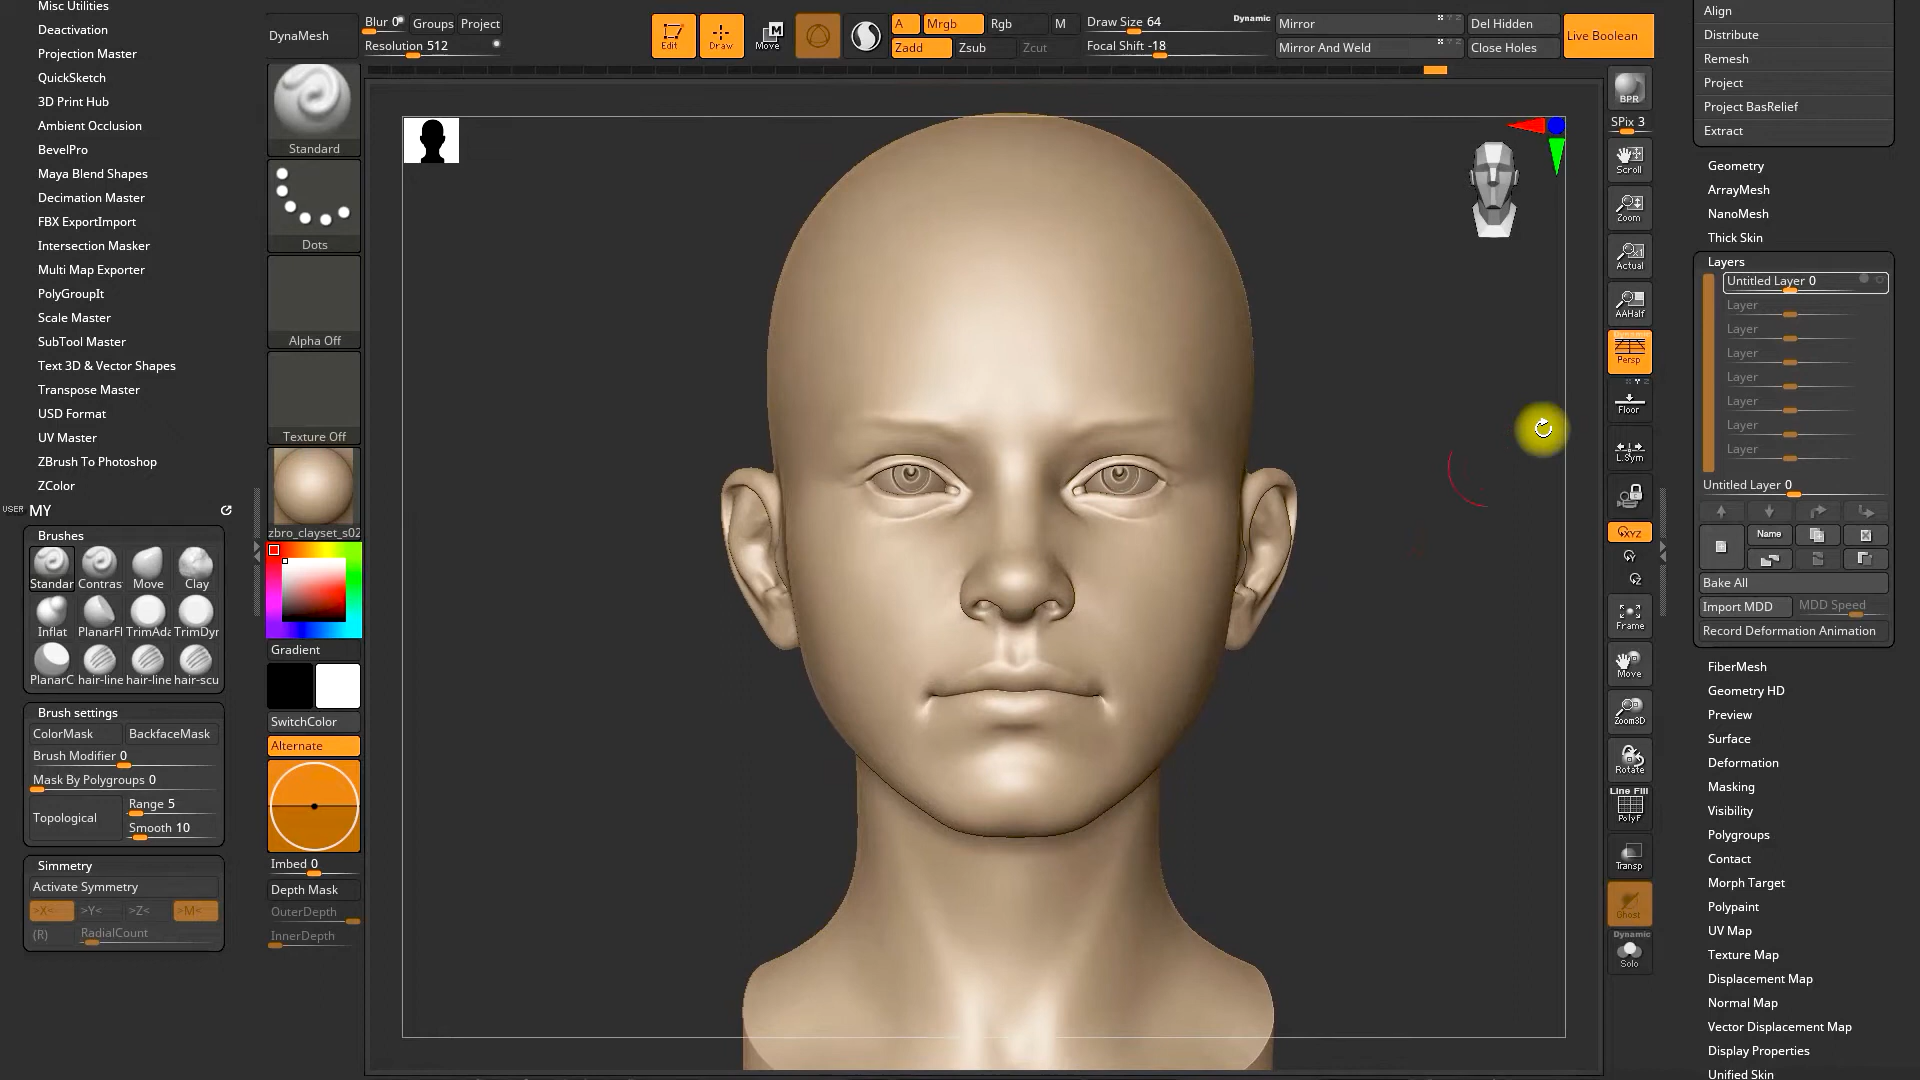 Misc Utilities
Deactivation
Projection Master
QuickSketch
3D Print Hub
Ambient Occlusion
BevelPro
Maya Blend Shapes
Decimation Master
FBX ExportImport
Intersection Masker
Multi Map Exporter
PolyGroupIt
Scale Master
SubTool Master
Text 3D & Vector Shapes
Transpose Master
USD Format
UV Master
ZBrush To Photoshop
ZColor
USER MY
Brushes
Standar Contras Move Clay
Inflat PlanarFl TrimAda TrimDyr
PlanarC hair-line hair-line hair-scu
Brush settings
ColorMask BackfaceMask
Brush Modifier 0
Mask By Polygroups 0
Topological Range 5
Smooth 10
Simmetry
Activate Symmetry
>X< >Y< >Z< >M<
(R) RadialCount
DynaMesh Blur 0 Groups Project
Resolution 512
Standard
Dots
Alpha Off
Texture Off
zbro_clayset_s02
Gradient
SwitchColor
Alternate
Imbed 0
Depth Mask
OuterDepth
InnerDepth
Edit Draw Move M
A Mrgb Rgb M
Zadd Zsub Zcut
Draw Size 64 Dynamic
Focal Shift -18
Mirror
Mirror And Weld
Del Hidden
Close Holes
Live Boolean
BPR
SPix 3
Scroll
Zoom
Actual
AAHalf
Dynamic
Persp
Floor
L.Sym
XYZ
Y
Z
Frame
Move
Zoom3D
Rotate
Line Fill
PolyF
Transp
Ghost
Dynamic
Solo
Align
Distribute
Remesh
Project
Project BasRelief
Extract
Geometry
ArrayMesh
NanoMesh
Thick Skin
Layers
Untitled Layer 0
Layer
Layer
Layer
Layer
Layer
Layer
Layer
Untitled Layer 0
Name
Bake All
Import MDD MDD Speed
Record Deformation Animation
FiberMesh
Geometry HD
Preview
Surface
Deformation
Masking
Visibility
Polygroups
Contact
Morph Target
Polypaint
UV Map
Texture Map
Displacement Map
Normal Map
Vector Displacement Map
Display Properties
Unified Skin